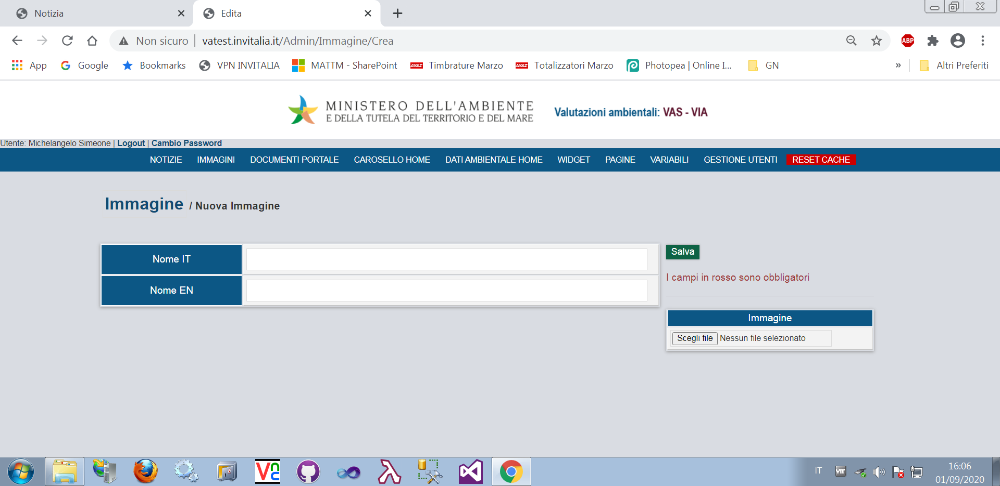 Notizia
Edita
Non sicuro | vatest.invitalia.it/Admin/Immagine/Crea
ABP
App Google Bookmarks VPN INVITALIA MATTM - SharePoint Timbrature Marzo Totalizzatori Marzo Photopea | Online I... GN » Altri Preferiti
MINISTERO DELL'AMBIENTE
E DELLA TUTELA DEL TERRITORIO E DEL MARE
Valutazioni ambientali: VAS - VIA
Utente: Michelangelo Simeone | Logout | Cambio Password
NOTIZIE IMMAGINI DOCUMENTI PORTALE CAROSELLO HOME DATI AMBIENTALE HOME WIDGET PAGINE VARIABILI GESTIONE UTENTI RESET CACHE
Immagine / Nuova Immagine
Nome IT
Nome EN
Salva
I campi in rosso sono obbligatori
Immagine
Scegli file Nessun file selezionato
IT
16:06
01/09/2020